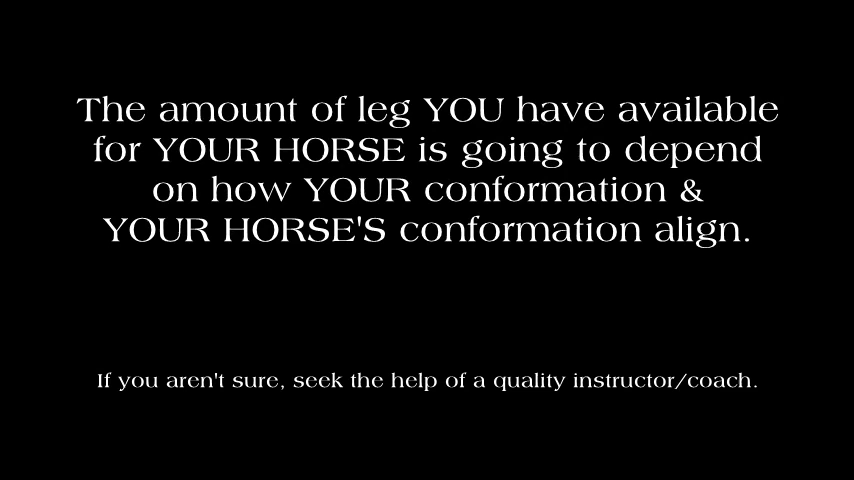 The amount of leg YOU have available
for YOUR HORSE is going to depend
on how YOUR conformation &
YOUR HORSE'S conformation align.
If you aren't sure, seek the help of a quality instructor/coach.